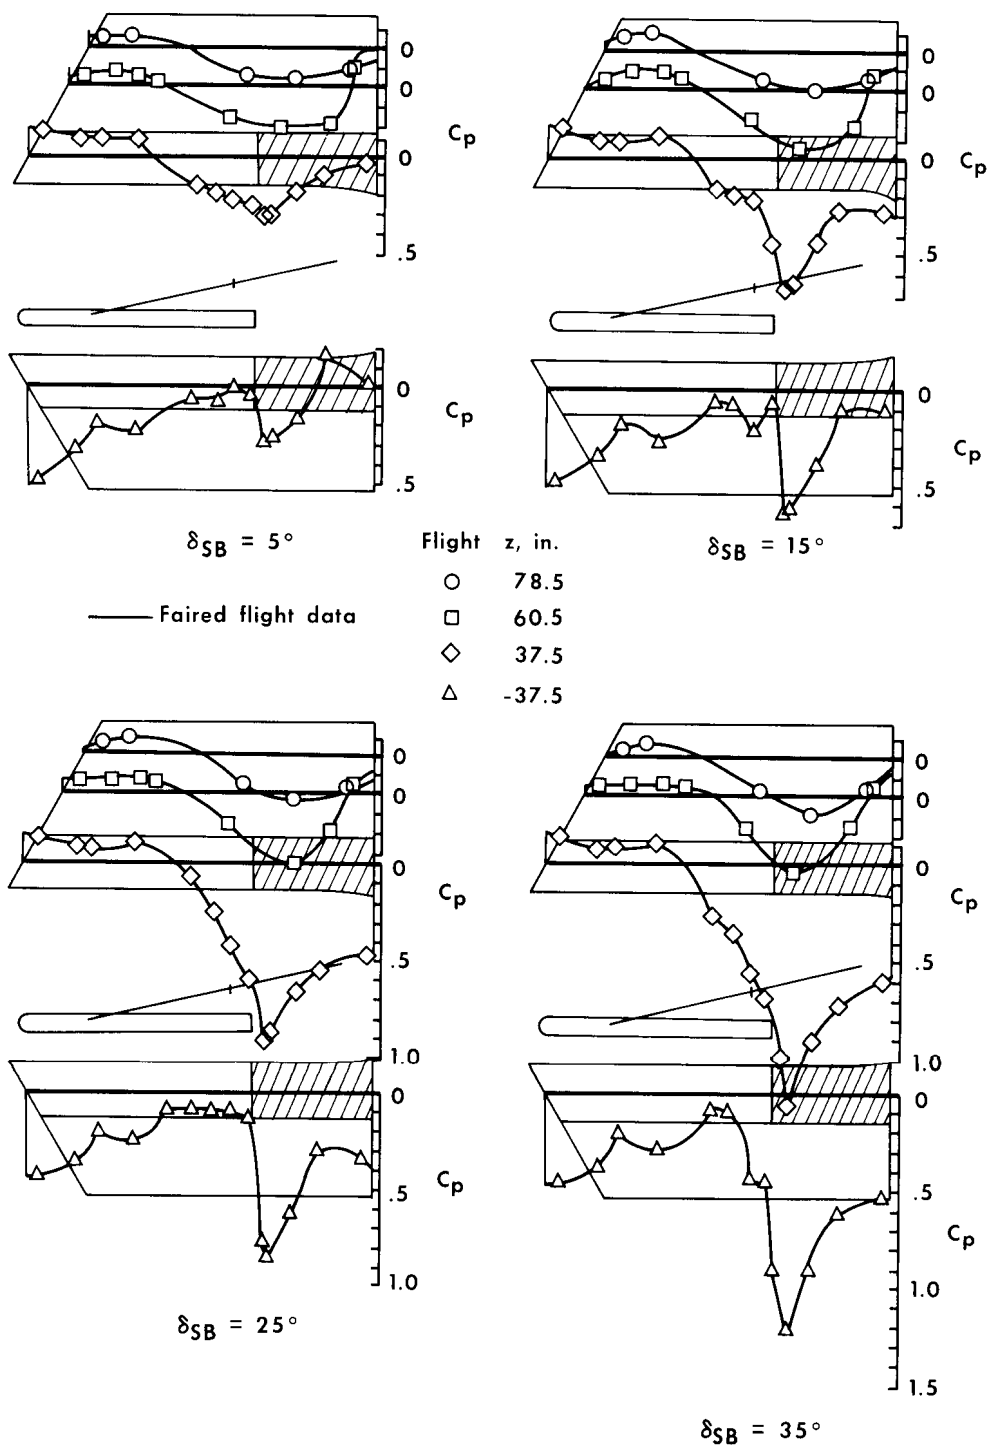 0
0
Cp
0
.5
0
Cp
.5
δSB = 5°
0
0
Cp
0
.5
0
Cp
.5
δSB = 15°
Flight z, in.
○ 78.5
□ 60.5
◇ 37.5
△ -37.5
Faired flight data
0
0
0
Cp
.5
1.0
0
Cp
.5
1.0
δSB = 25°
0
0
0
Cp
.5
1.0
0
.5
Cp
1.0
1.5
δSB = 35°